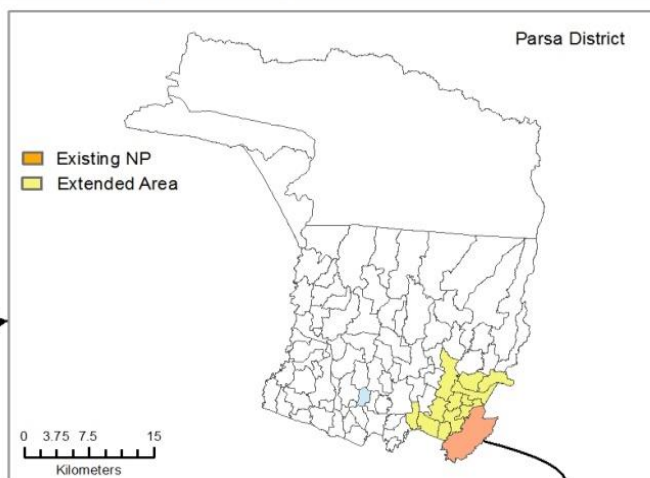 Parsa District
Existing NP
Extended Area
0 3.75 7.5 15
Kilometers